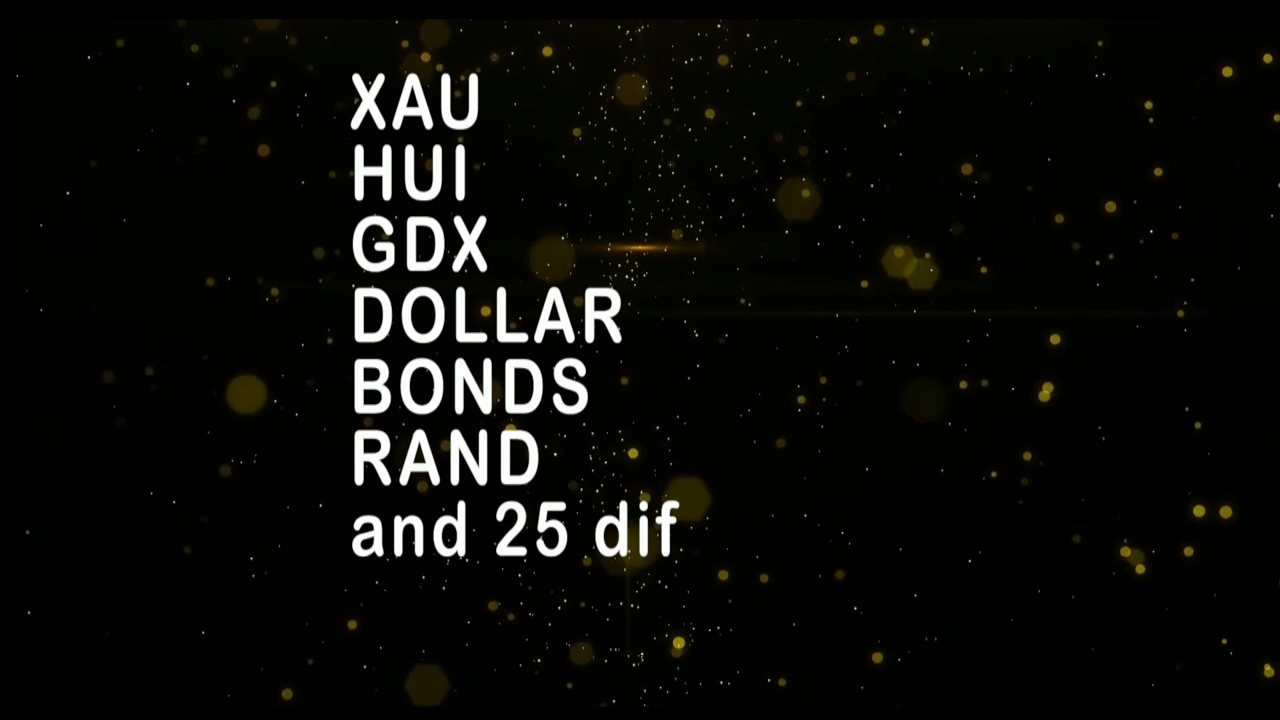 XAU
HUI
GDX
DOLLAR
BONDS
RAND
and 25 dif